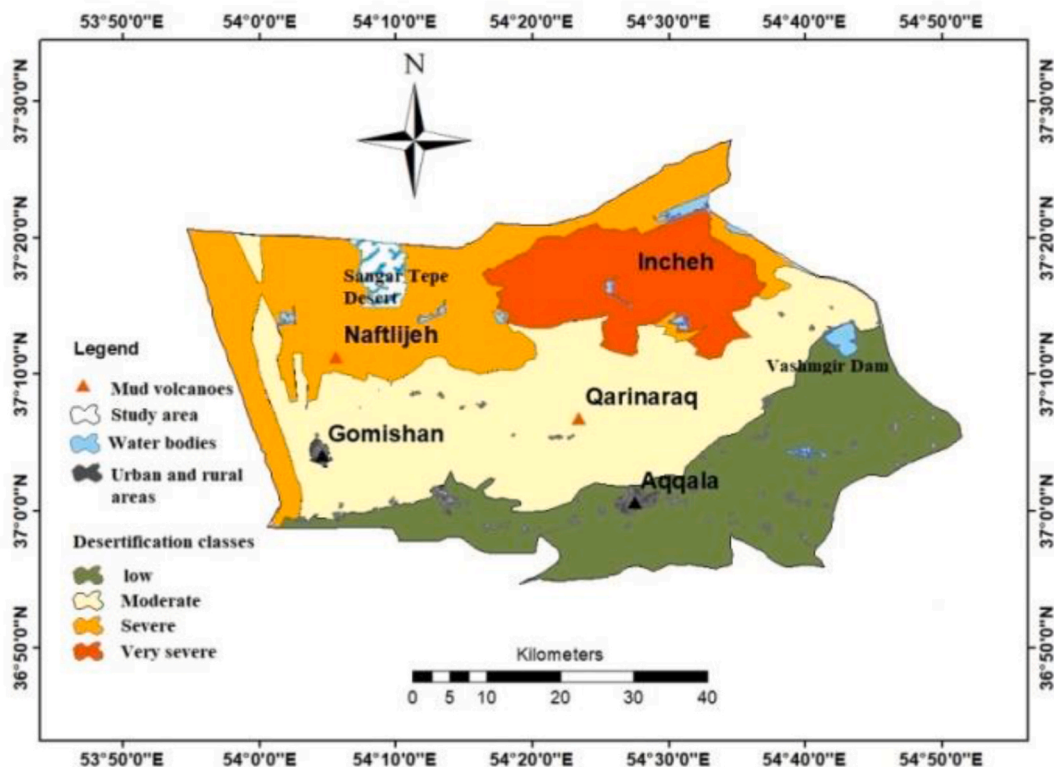 53°50'0"E 54°0'0"E 54°10'0"E 54°20'0"E 54°30'0"E 54°40'0"E 54°50'0"E
N
37°30'0"N 37°30'0"N
37°20'0"N 37°20'0"N
Incheh
Sangar Tepe
Desert
Naftlijeh
Legend
Mud volcanoes
Study area
Water bodies
Urban and rural
areas
37°10'0"N 37°10'0"N
Vashmgir Dam
Qarinaraq
Gomishan
Aqqala
37°0'0"N 37°0'0"N
Desertification classes
low
Moderate
Severe
Very severe
36°50'0"N 36°50'0"N
Kilometers
0 5 10 20 30 40
53°50'0"E 54°0'0"E 54°10'0"E 54°20'0"E 54°30'0"E 54°40'0"E 54°50'0"E